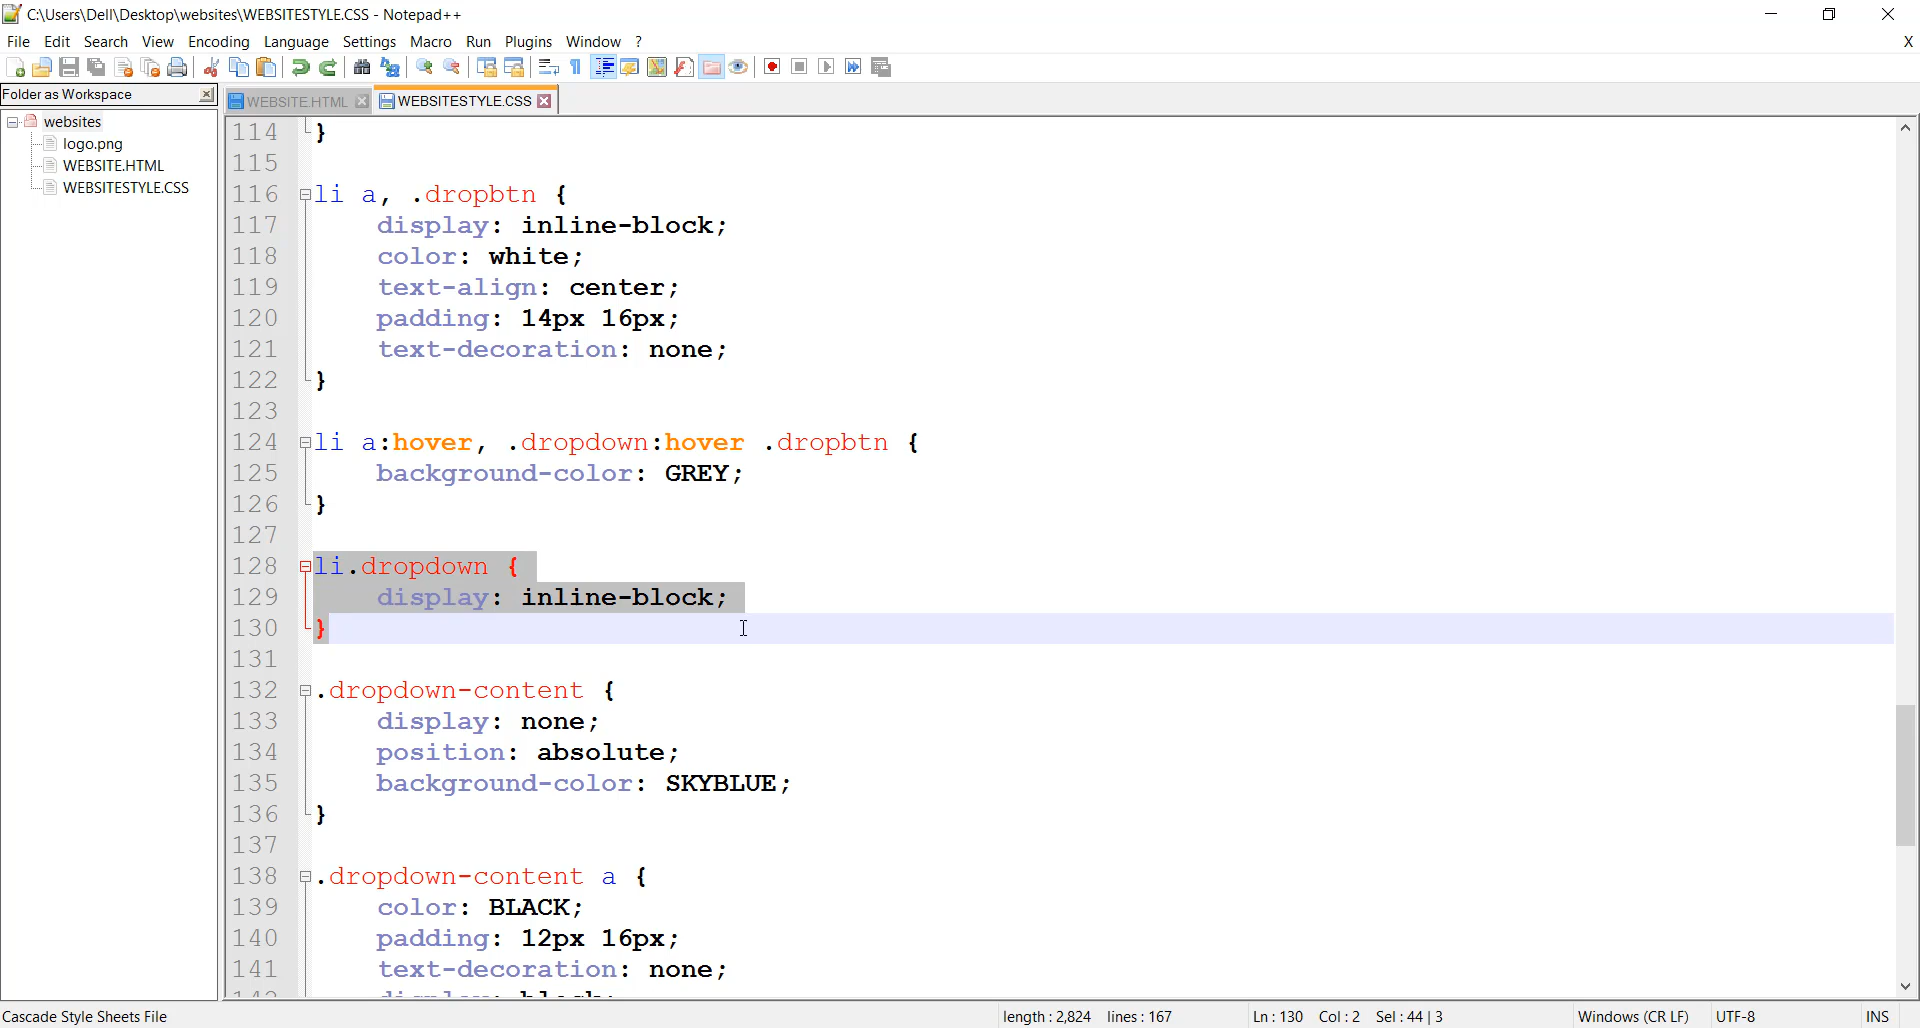 C:\Users\Dell\Desktop\websites\WEBSITESTYLE.CSS - Notepad++
File Edit Search View Encoding Language Settings Macro Run Plugins Window ? X
Folder as Workspace
websites
logo.png
WEBSITE.HTML
WEBSITESTYLE.CSS
WEBSITE.HTML WEBSITESTYLE.CSS
114 }
115
116 li a, .dropbtn {
117 display: inline-block;
118 color: white;
119 text-align: center;
120 padding: 14px 16px;
121 text-decoration: none;
122 }
123
124 li a:hover, .dropdown:hover .dropbtn {
125 background-color: GREY;
126 }
127
128 li.dropdown {
129 display: inline-block;
130 }
131
132 .dropdown-content {
133 display: none;
134 position: absolute;
135 background-color: SKYBLUE;
136 }
137
138 .dropdown-content a {
139 color: BLACK;
140 padding: 12px 16px;
141 text-decoration: none;
Cascade Style Sheets File length : 2,824 lines : 167 Ln : 130 Col : 2 Sel : 44 | 3 Windows (CR LF) UTF-8 INS